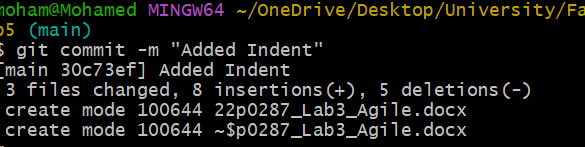 moham@Mohamed MINGW64 ~/OneDrive/Desktop/University/Fa
b5 (main)
$ git commit -m "Added Indent"
[main 30c73ef] Added Indent
3 files changed, 8 insertions(+), 5 deletions(-)
create mode 100644 22p0287_Lab3_Agile.docx
create mode 100644 ~$p0287_Lab3_Agile.docx